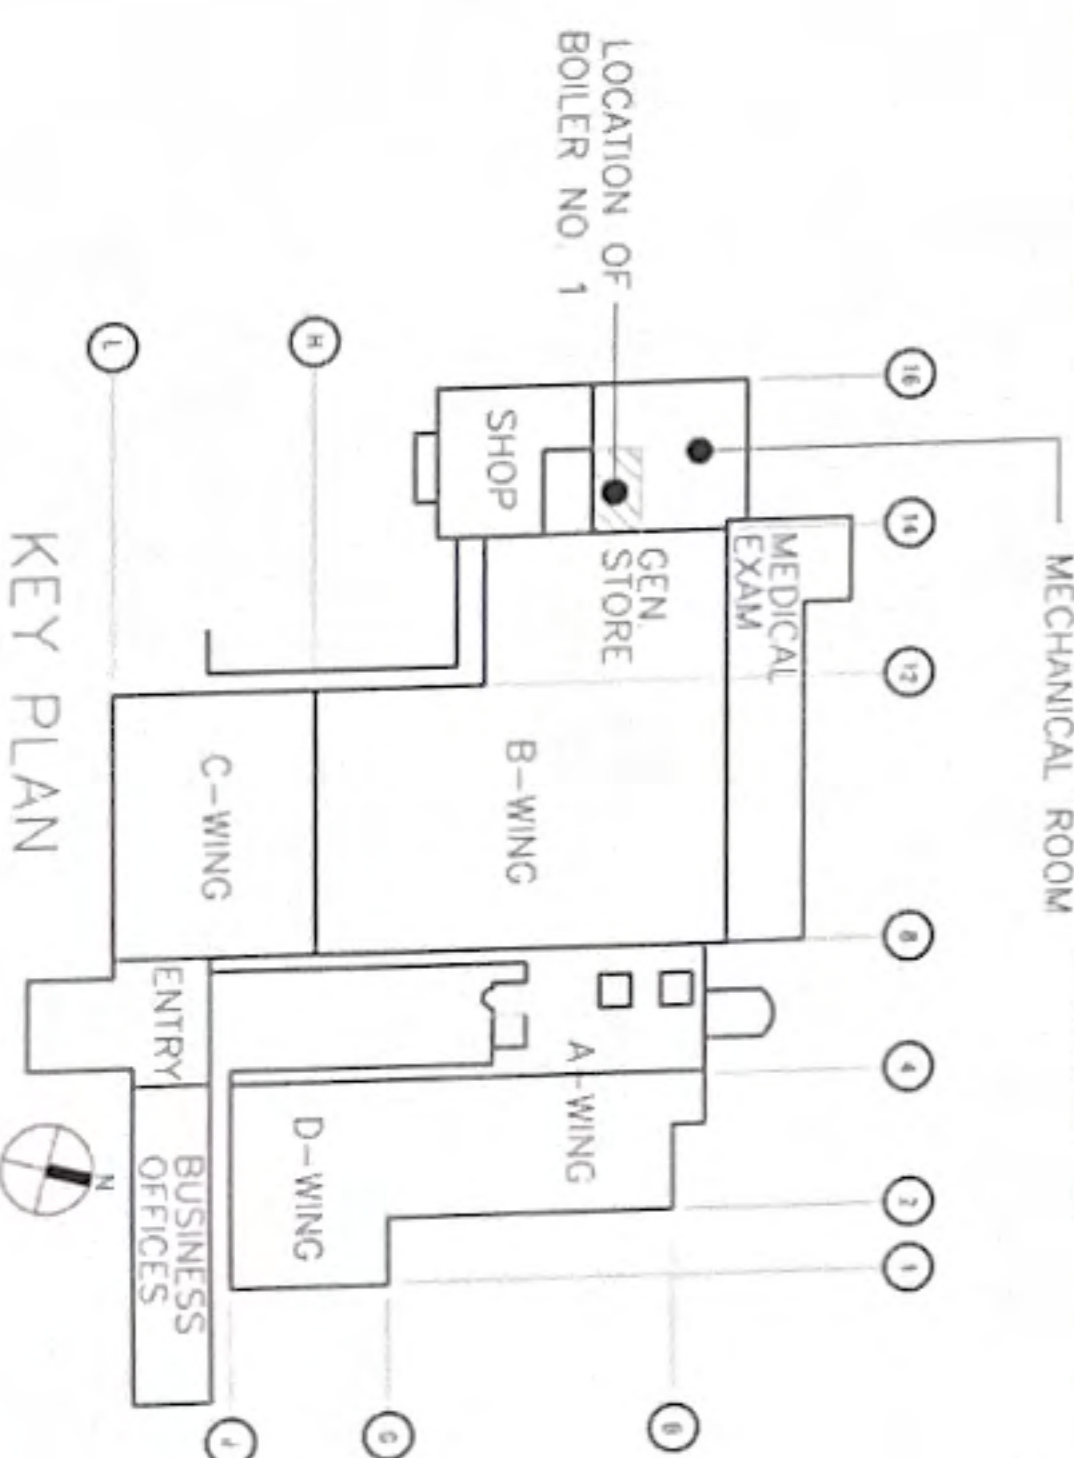 MECHANICAL ROOM
16
14
12
8
4
2
1
MEDICAL
EXAM
B
GEN.
STORE
LOCATION OF
BOILER NO. 1
A-WING
B-WING
SHOP
G
H
D-WING
C-WING
J
BUSINESS
OFFICES
ENTRY
L
N
KEY PLAN